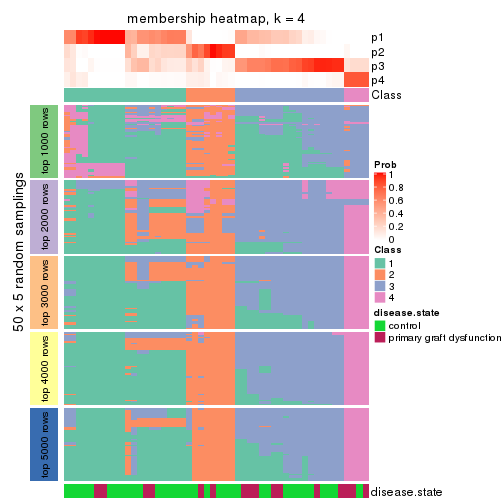 membership heatmap, k = 4
p1
p2
p3
p4
Class
50 x 5 random samplings
top 1000 rows
top 2000 rows
top 3000 rows
top 4000 rows
top 5000 rows
Prob
1
0.8
0.6
0.4
0.2
0
Class
1
2
3
4
disease.state
control
primary graft dysfunction
disease.state